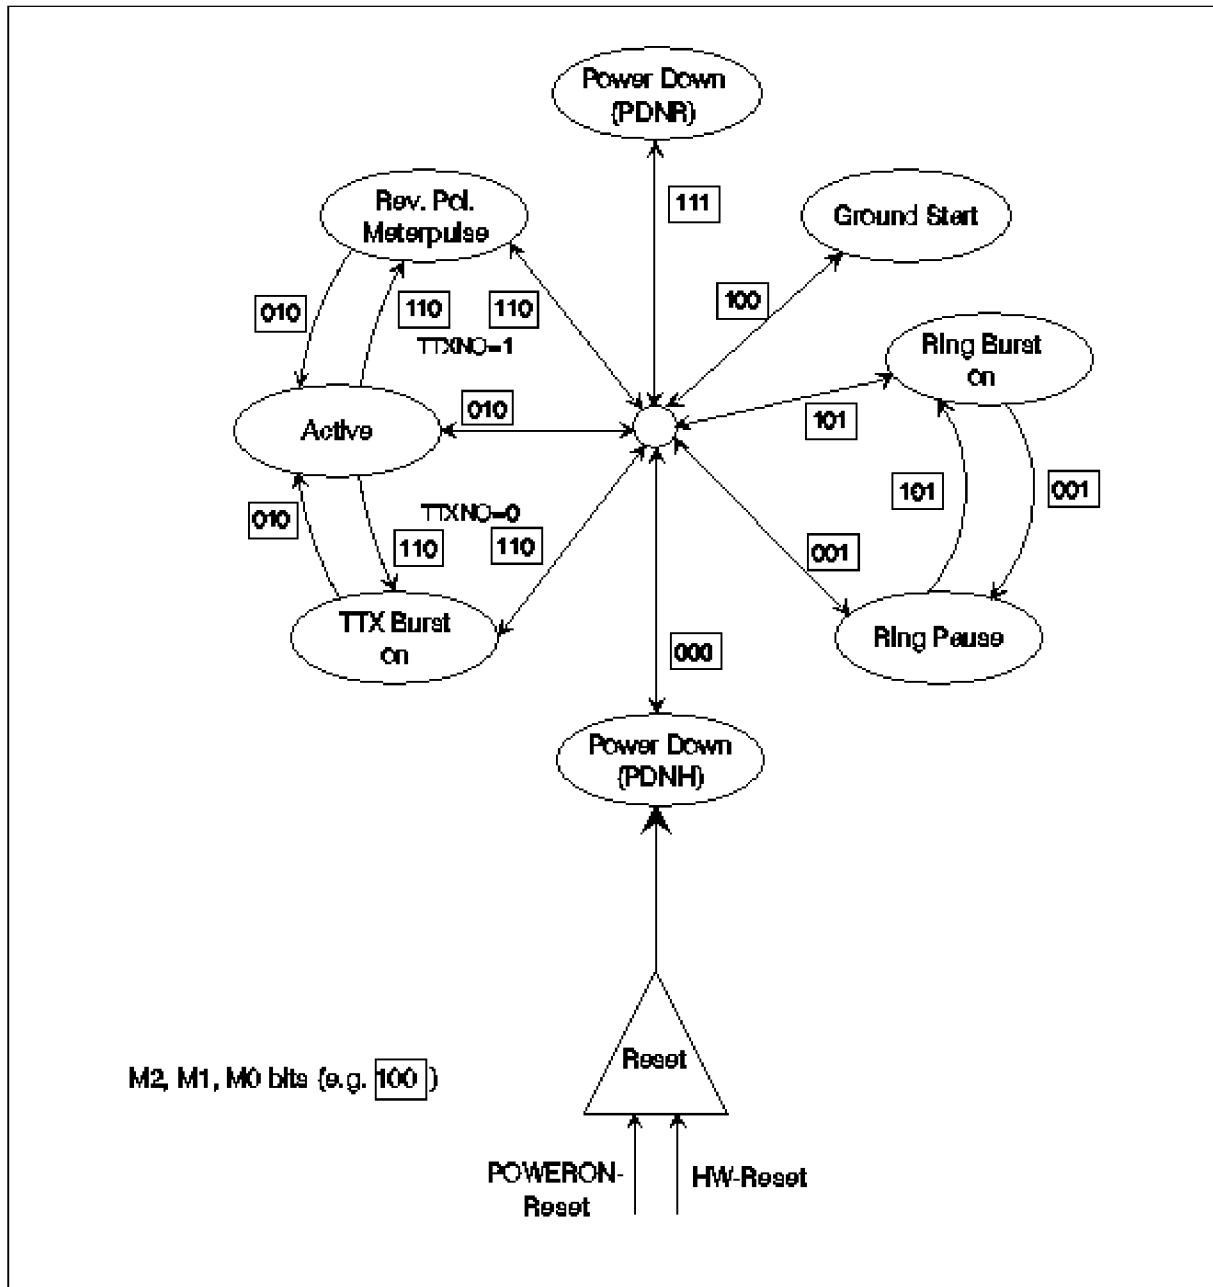 Power Down
(PDNR)
Rev. Pol.
Meterpulse
111
Ground Start
100
010
110
110
TTXNO=1
Ring Burst
on
Active
010
101
TTXNO=0
010
110
110
101
001
001
TTX Burst
on
Ring Pause
000
Power Down
(PDNH)
Reset
M2, M1, M0 bits (e.g. 100 )
POWERON-
Reset
HW-Reset